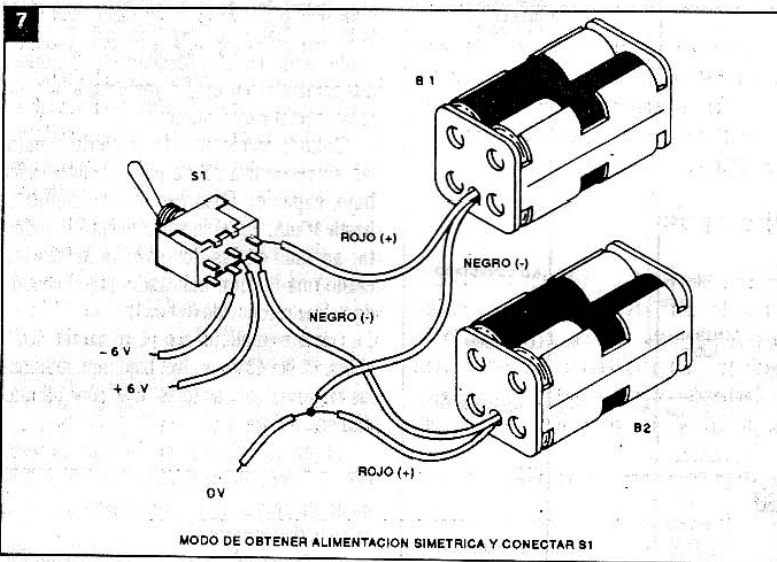 7
B 1
S1
ROJO (+)
NEGRO (-)
NEGRO (-)
- 6 V
+ 6 V
B2
ROJO (+)
0V
MODO DE OBTENER ALIMENTACION SIMETRICA Y CONECTAR S1